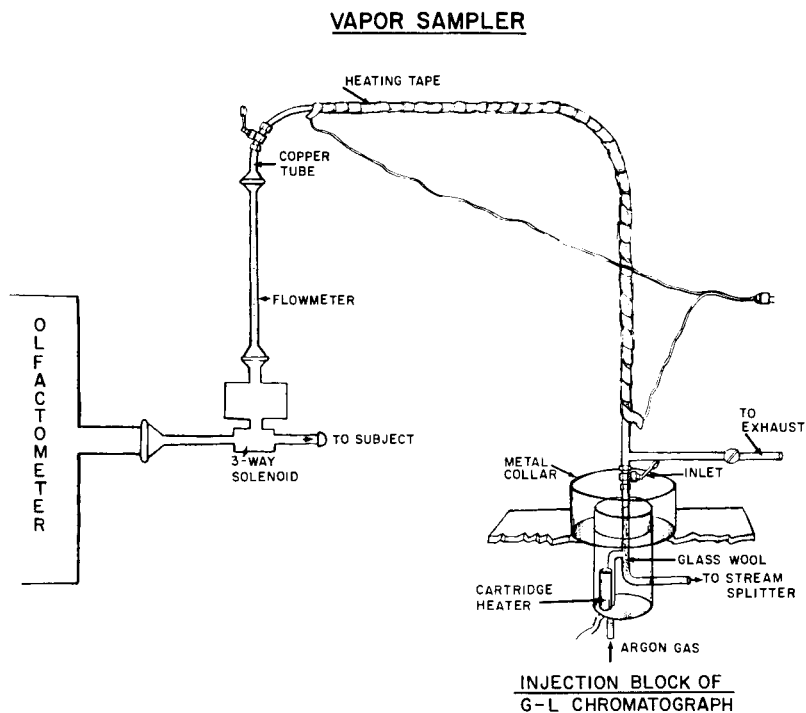 VAPOR SAMPLER
HEATING TAPE
COPPER
TUBE
FLOWMETER
OLFACTOMETER
TO SUBJECT
3-WAY
SOLENOID
TO
EXHAUST
METAL
COLLAR
INLET
GLASS WOOL
TO STREAM
SPLITTER
CARTRIDGE
HEATER
ARGON GAS
INJECTION BLOCK OF
G-L CHROMATOGRAPH